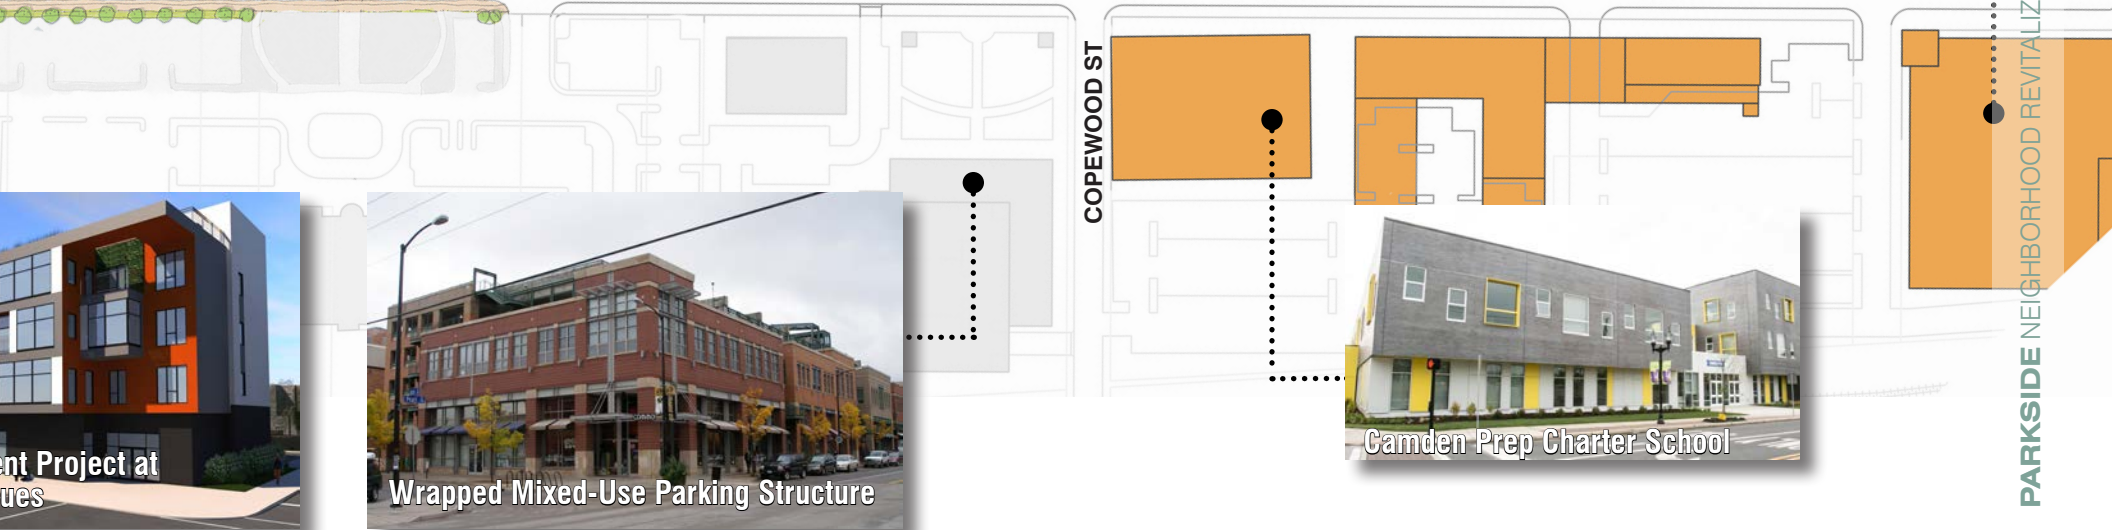 COPEWOOD ST
ent Project at
ues
Wrapped Mixed-Use Parking Structure
Camden Prep Charter School
PARKSIDE NEIGHBORHOOD REVITALIZ